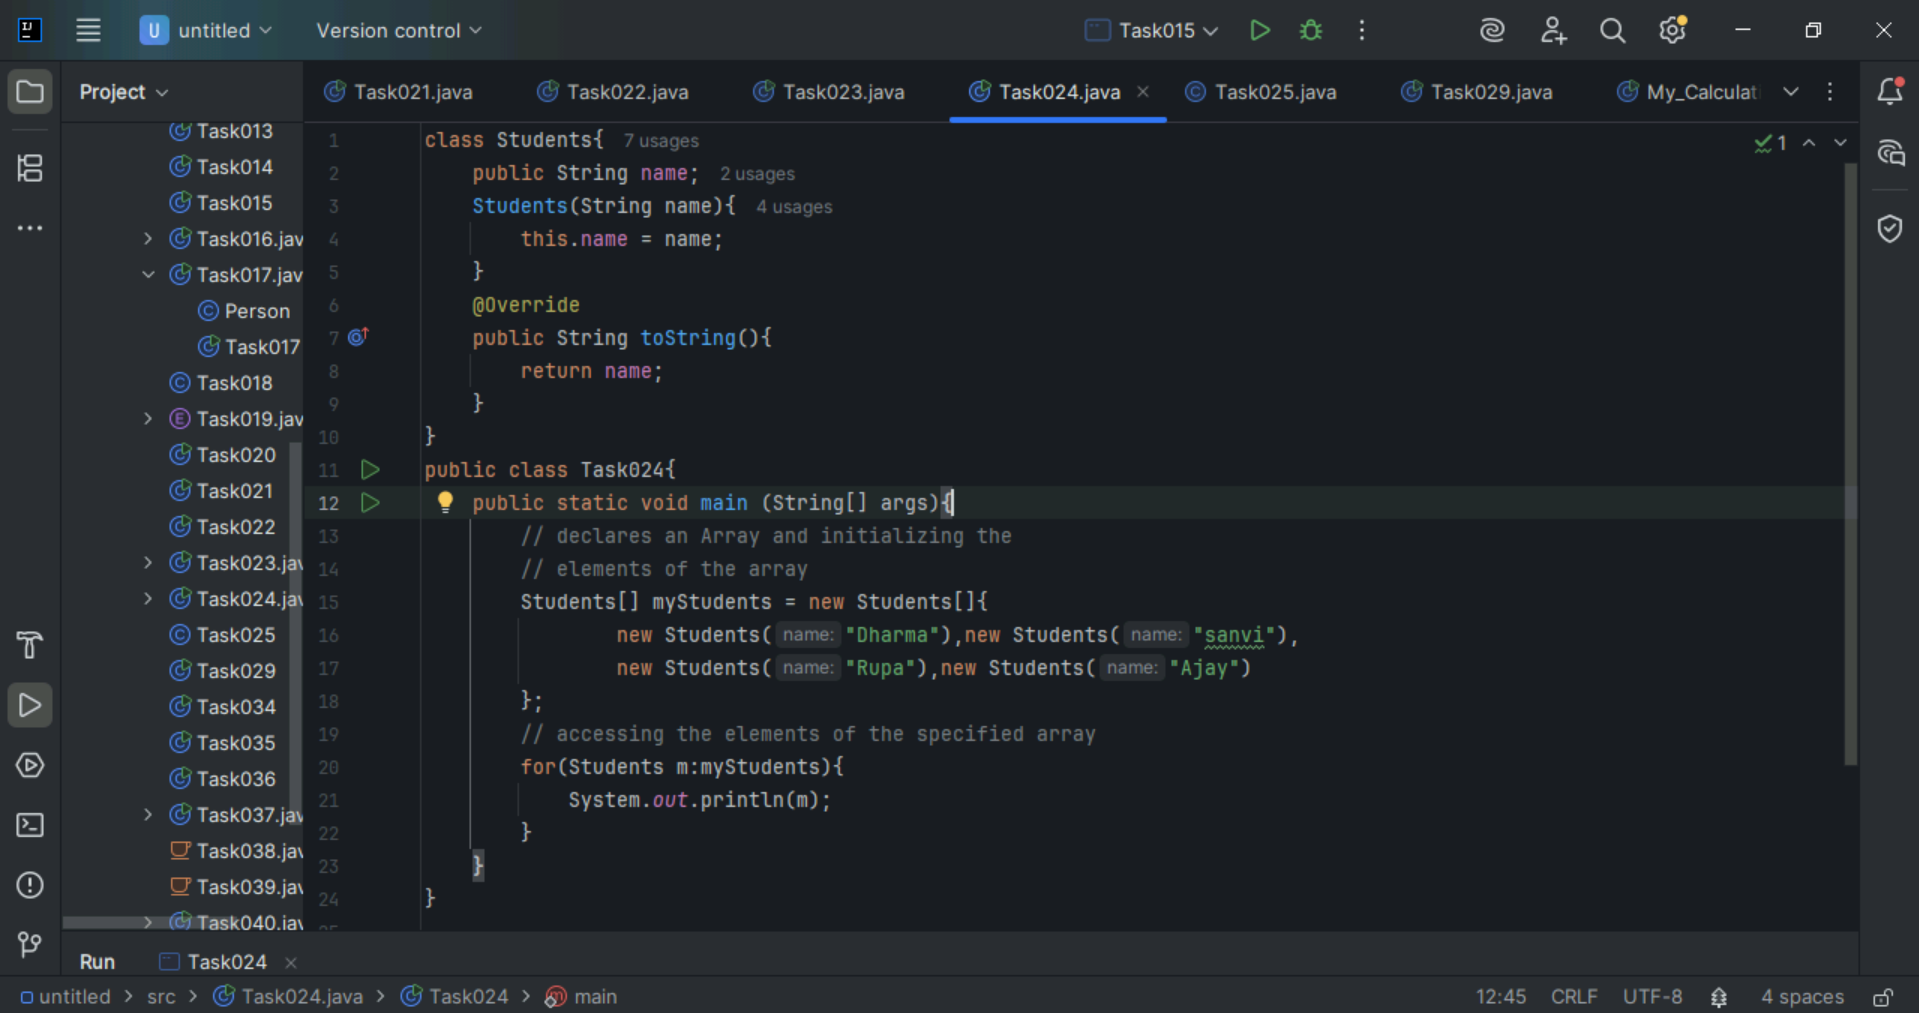 U untitled Version control Task015
Project Task021.java Task022.java Task023.java Task024.java Task025.java Task029.java My_Calculat
Task013
Task014
Task015
Task016.jav
Task017.jav
Person
Task017
Task018
E Task019.jav
Task020
Task021
Task022
Task023.jav
Task024.jav
Task025
Task029
Task034
Task035
Task036
Task037.jav
Task038.jav
Task039.jav
Task040.jav
1 class Students{ 7 usages
2 public String name; 2 usages
3 Students(String name){ 4 usages
4 this.name = name;
5 }
6 @Override
7 public String toString(){
8 return name;
9 }
10 }
11 public class Task024{
12 public static void main (String[] args){
13 // declares an Array and initializing the
14 // elements of the array
15 Students[] myStudents = new Students[]{
16 new Students( name: "Dharma"),new Students( name: "sanvi"),
17 new Students( name: "Rupa"),new Students( name: "Ajay")
18 };
19 // accessing the elements of the specified array
20 for(Students m:myStudents){
21 System.out.println(m);
22 }
23 }
24 }
1
Run Task024
untitled > src > Task024.java > Task024 > main 12:45 CRLF UTF-8 4 spaces